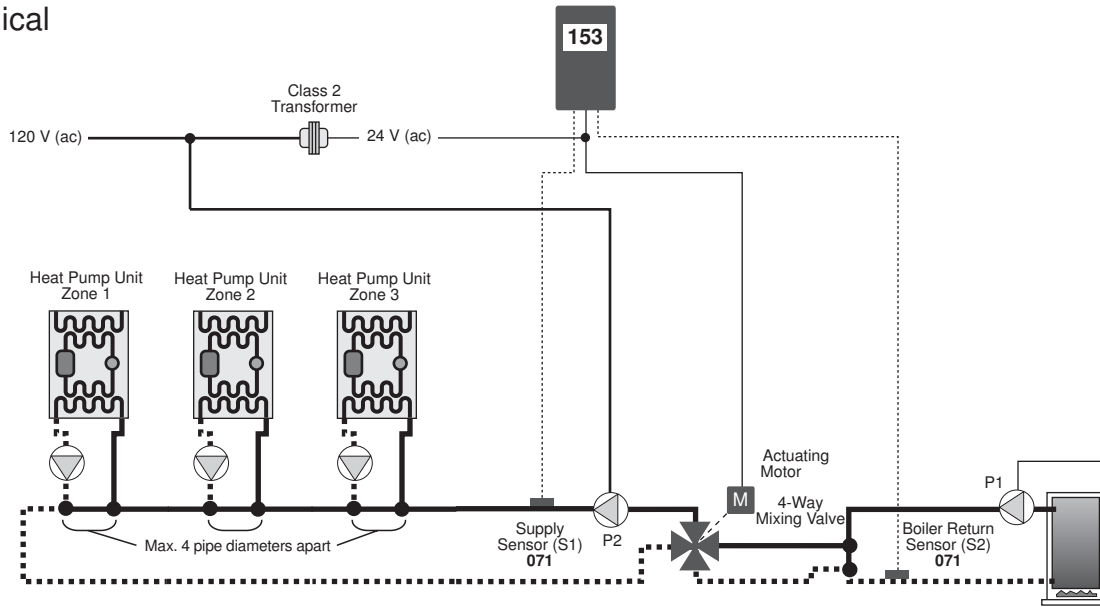 ical
153
Class 2
Transformer
120 V (ac)
24 V (ac)
Heat Pump Unit
Zone 1
Heat Pump Unit
Zone 2
Heat Pump Unit
Zone 3
Actuating
Motor
M
4-Way
Mixing Valve
P1
Max. 4 pipe diameters apart
Supply
Sensor (S1)
071
P2
Boiler Return
Sensor (S2)
071